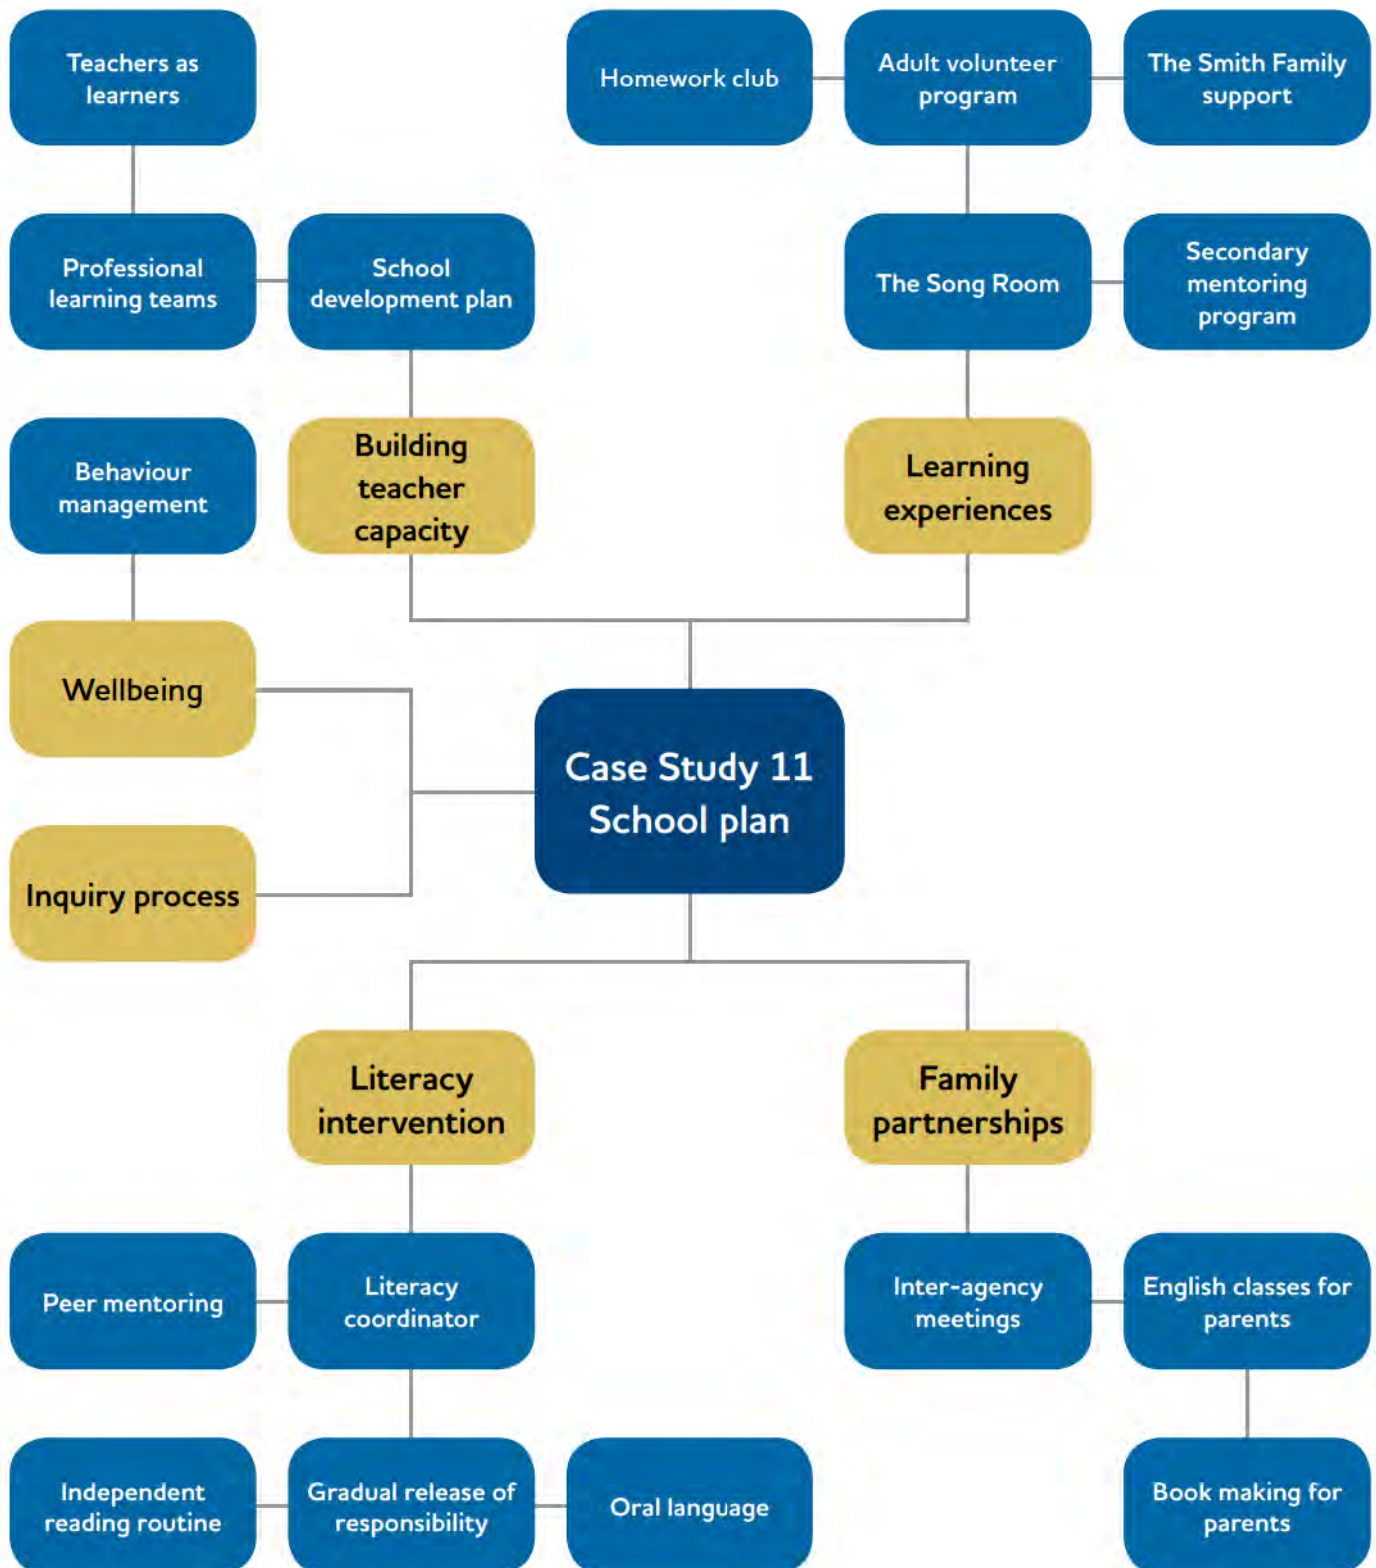 Teachers as
learners
Homework club
Adult volunteer
program
The Smith Family
support
Professional
learning teams
School
development plan
The Song Room
Secondary
mentoring
program
Behaviour
management
Building
teacher
capacity
Learning
experiences
Wellbeing
Case Study 11
School plan
Inquiry process
Literacy
intervention
Family
partnerships
Peer mentoring
Literacy
coordinator
Inter-agency
meetings
English classes for
parents
Independent
reading routine
Gradual release of
responsibility
Oral language
Book making for
parents